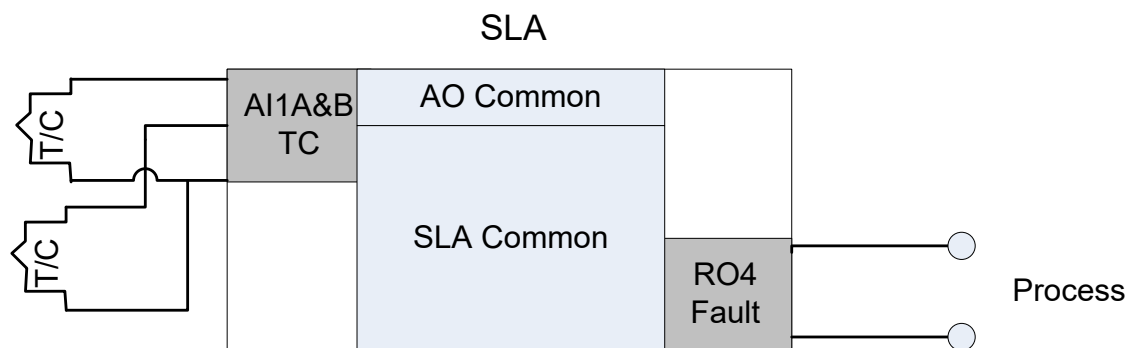 SLA
AI1A&B
TC
AO Common
T/C
T/C
SLA Common
RO4
Fault
Process